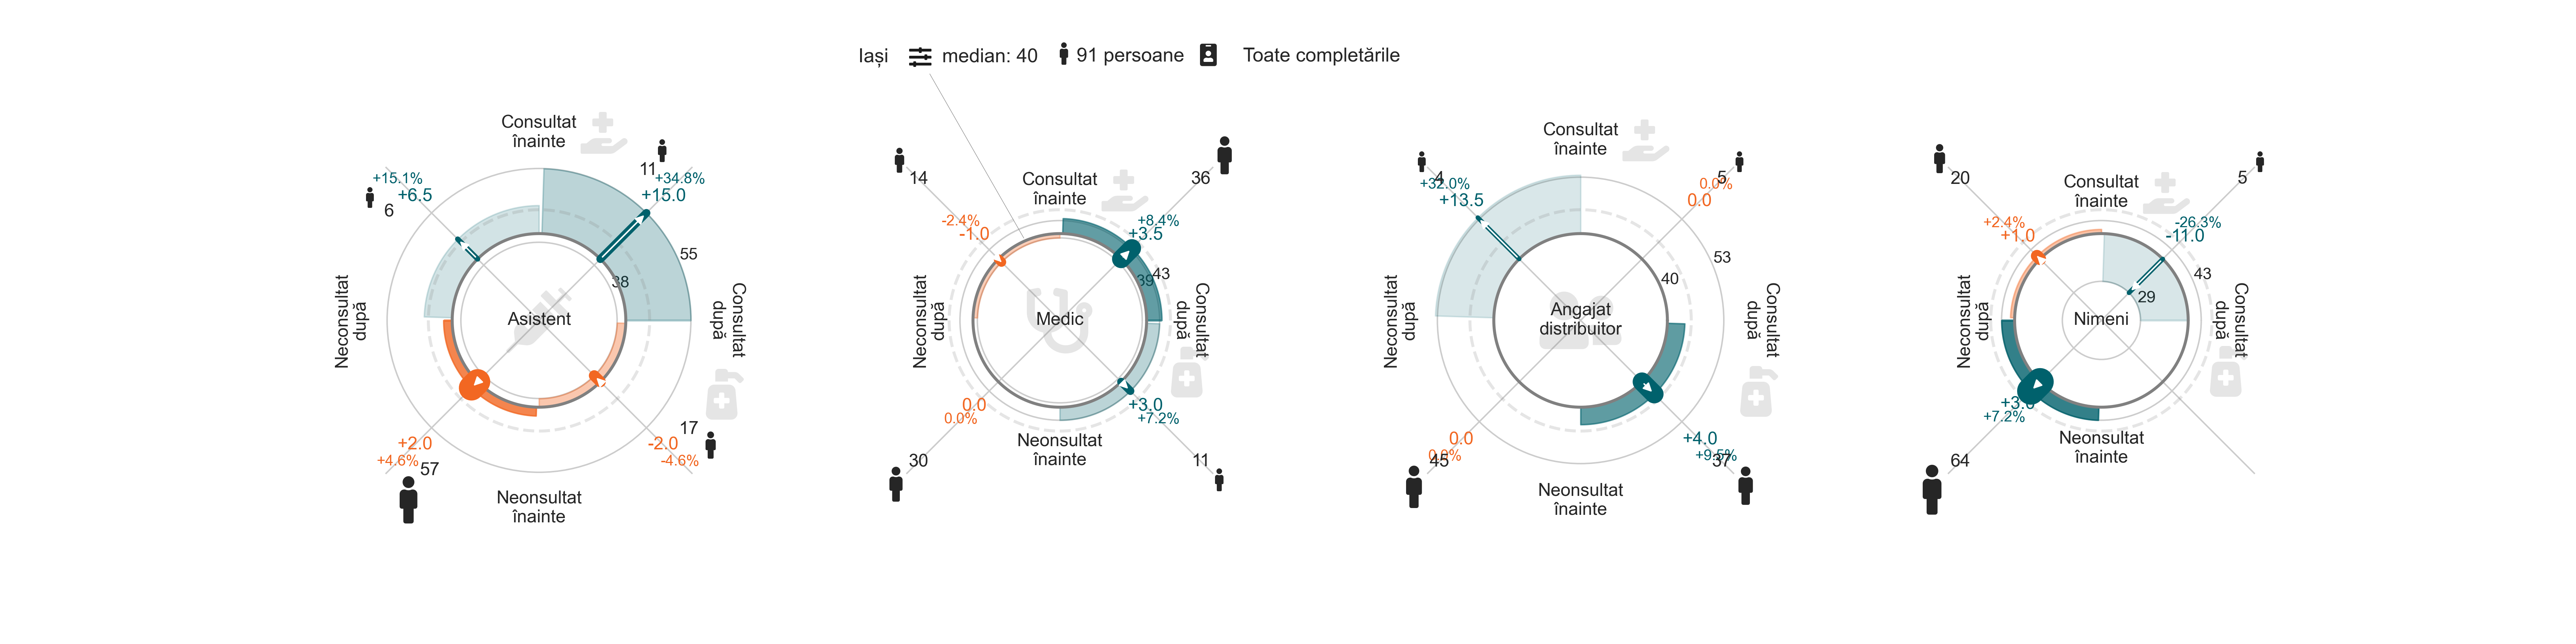 Iași median: 40 91 persoane Toate completările
Consultat
înainte
11
+34.8%
+15.0
+15.1%
+6.5
6
55
38
Neconsultat
după
Asistent
Consultat
după
+2.0
+4.6%
57
17
-2.0
-4.6%
Neonsultat
înainte
14
36
Consultat
înainte
-2.4%
-1.0
+8.4%
+3.5
39
43
Neconsultat
după
Medic
Consultat
după
0.0
0.0%
30
+3.0
+7.2%
11
Neonsultat
înainte
Consultat
înainte
4
+32.0%
+13.5
5
0.0%
0.0
53
40
Neconsultat
după
Angajat
distribuitor
Consultat
după
0.0
0.0%
45
+4.0
+9.5%
37
Neonsultat
înainte
20
5
Consultat
înainte
+2.4%
+1.0
-26.3%
-11.0
43
29
Neconsultat
după
Nimeni
Consultat
după
+3.0
+7.2%
64
Neonsultat
înainte